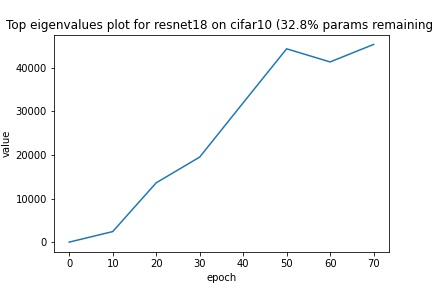 Top eigenvalues plot for resnet18 on cifar10 (32.8% params remaining
40000
30000
20000
10000
0
value
0 10 20 30 40 50 60 70
epoch